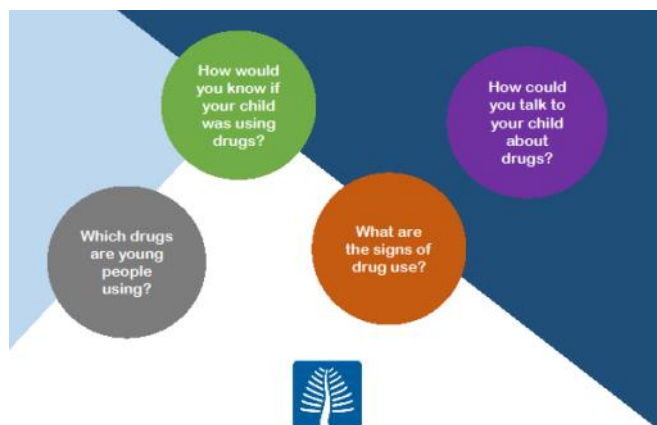 How would
you know if
your child
was using
drugs?
How could
you talk to
your child
about
drugs?
Which drugs
are young
people
using?
What are
the signs of
drug use?